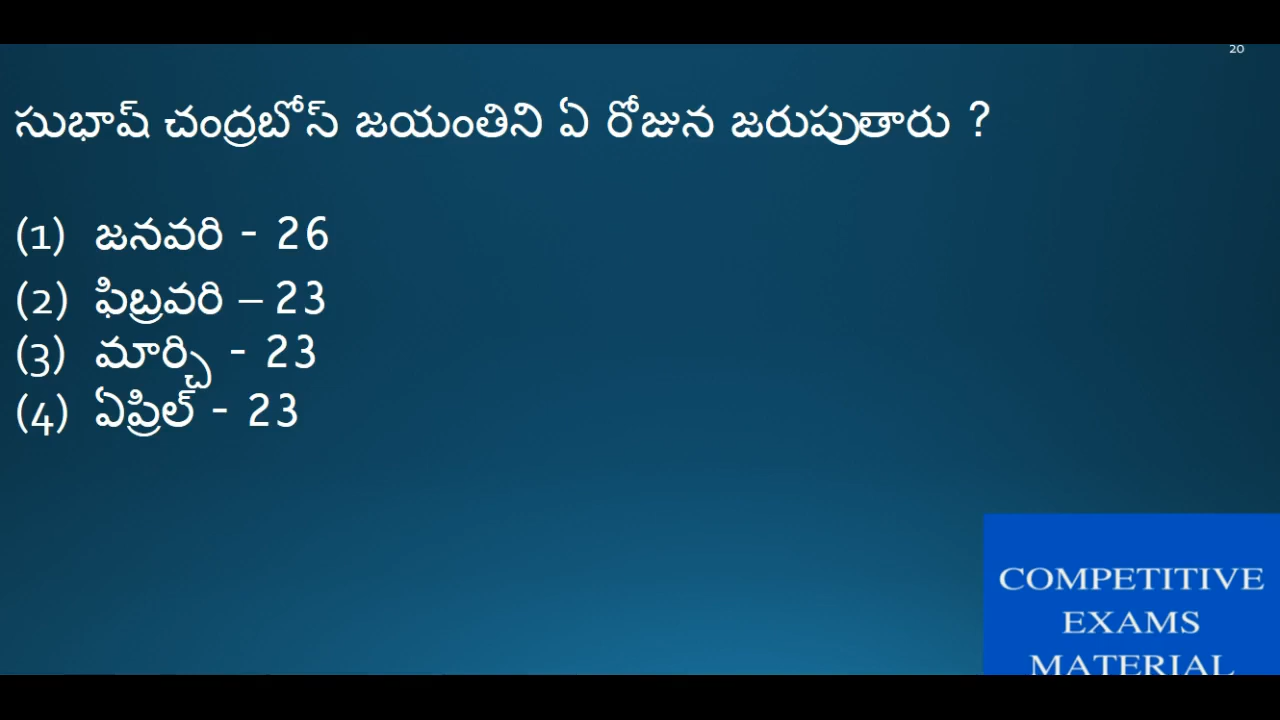 20
సుభాష్ చంద్రబోస్ జయంతిని ఏ రోజున జరుపుతారు ?
(1) జనవరి - 26
(2) ఫిబ్రవరి – 23
(3) మార్చి - 23
(4) ఏప్రిల్ - 23
COMPETITIVE
EXAMS
MATERIAL